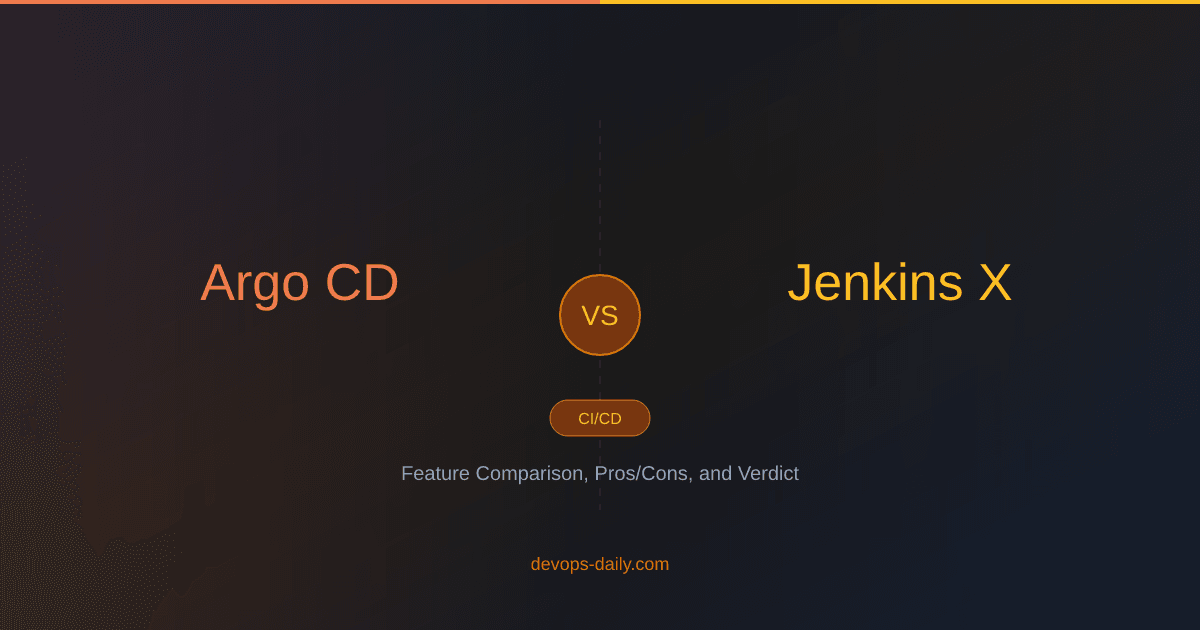 Argo CD
Jenkins X
VS
CI/CD
Feature Comparison, Pros/Cons, and Verdict
devops-daily.com